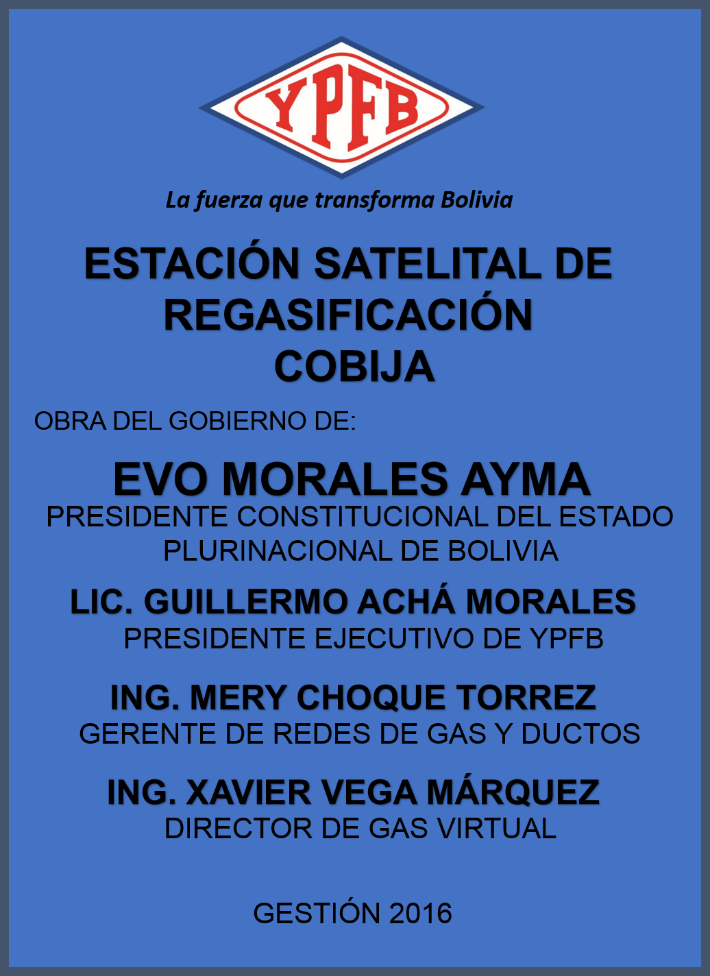 YPFB
La fuerza que transforma Bolivia
ESTACIÓN SATELITAL DE
REGASIFICACIÓN
COBIJA
OBRA DEL GOBIERNO DE:
EVO MORALES AYMA
PRESIDENTE CONSTITUCIONAL DEL ESTADO
PLURINACIONAL DE BOLIVIA
LIC. GUILLERMO ACHÁ MORALES
PRESIDENTE EJECUTIVO DE YPFB
ING. MERY CHOQUE TORREZ
GERENTE DE REDES DE GAS Y DUCTOS
ING. XAVIER VEGA MÁRQUEZ
DIRECTOR DE GAS VIRTUAL
GESTIÓN 2016